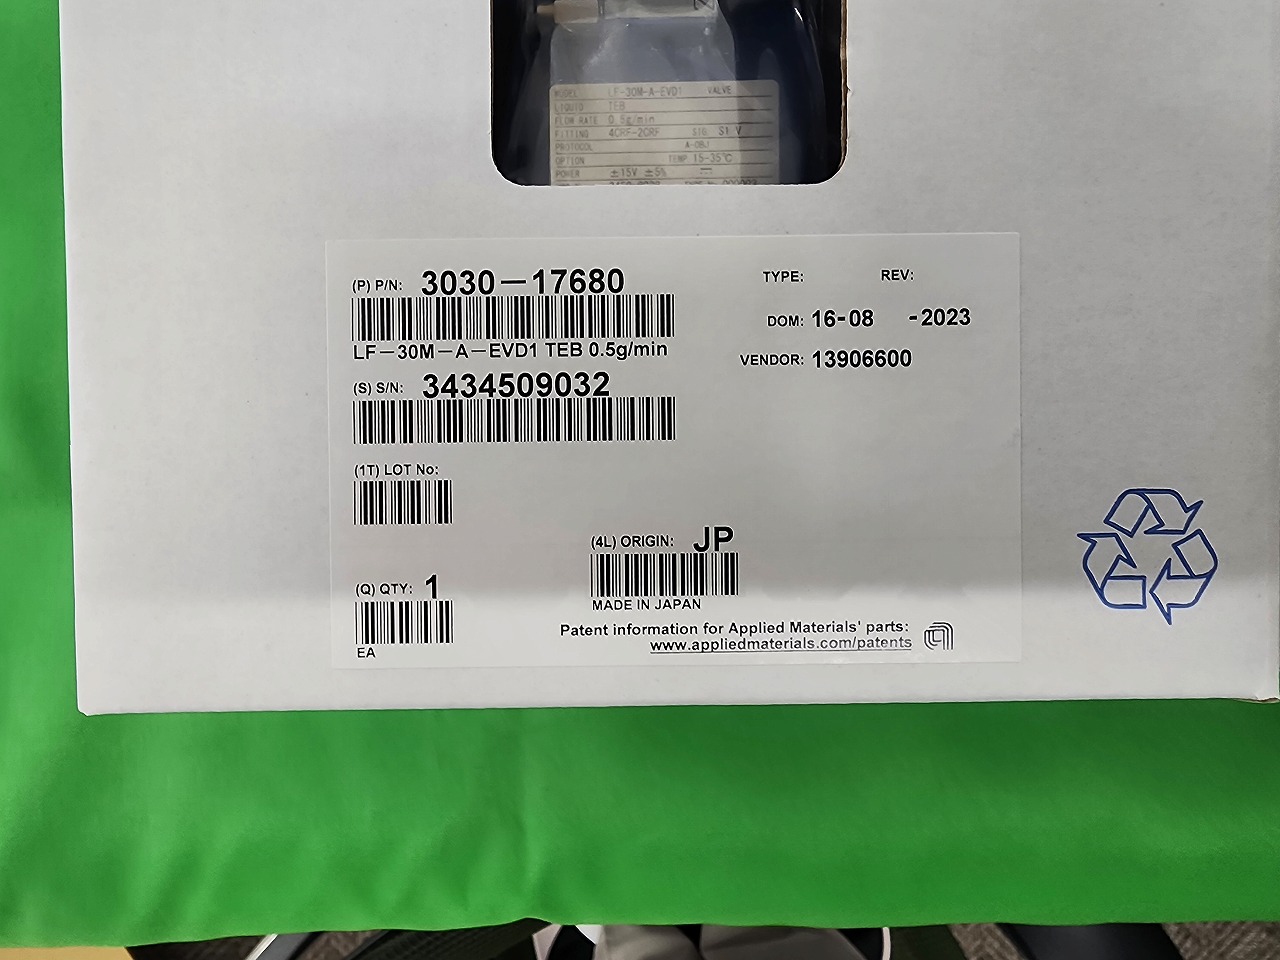 MODEL LF-30M-A-EVD1 VALVE
LIQUID TEB
FLOW RATE 0.5g/min
FITTING 4CRF-2CRF SIG. S1 V
PROTOCOL A-OBJ
OPTION TEMP 15-35℃
POWER ±15V ±5%
(P) P/N: 3030-17680
LF-30M-A-EVD1 TEB 0.5g/min
(S) S/N: 3434509032
(1T) LOT No:
(Q) QTY: 1
EA
TYPE: REV:
DOM: 16-08 -2023
VENDOR: 13906600
(4L) ORIGIN: JP
MADE IN JAPAN
Patent information for Applied Materials' parts:
www.appliedmaterials.com/patents